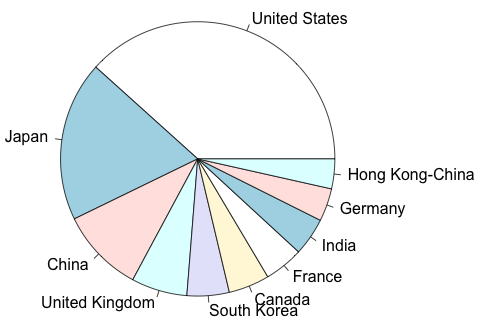 United States
Japan
Hong Kong-China
Germany
India
China
France
United Kingdom
Canada
South Korea